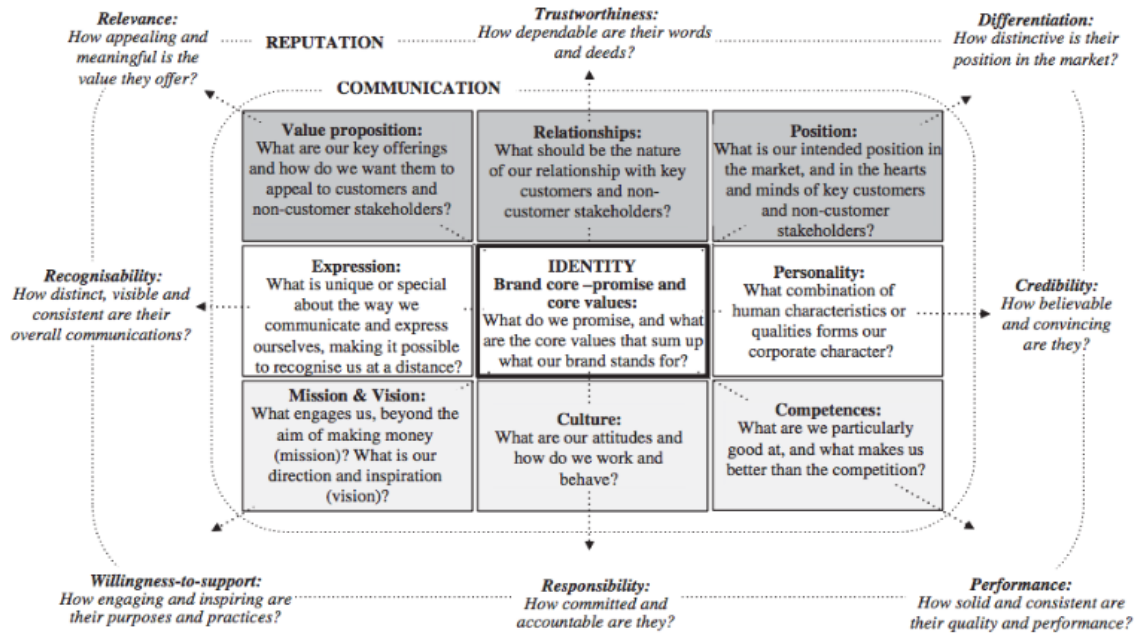 Relevance:
How appealing and
meaningful is the
value they offer?
REPUTATION
Trustworthiness:
How dependable are their words
and deeds?
Differentiation:
How distinctive is their
position in the market?
COMMUNICATION
Value proposition:
What are our key offerings
and how do we want them to
appeal to customers and
non-customer stakeholders?
Relationships:
What should be the nature
of our relationship with key
customers and non-
customer stakeholders?
Position:
What is our intended position in
the market, and in the hearts
and minds of key customers
and non-customer
stakeholders?
Recognisability:
How distinct, visible and
consistent are their
overall communications?
Expression:
What is unique or special
about the way we
communicate and express
ourselves, making it possible
to recognise us at a distance?
IDENTITY
Brand core –promise and
core values:
What do we promise, and what
are the core values that sum up
what our brand stands for?
Personality:
What combination of
human characteristics or
qualities forms our
corporate character?
Credibility:
How believable
and convincing
are they?
Mission & Vision:
What engages us, beyond the
aim of making money
(mission)? What is our
direction and inspiration
(vision)?
Culture:
What are our attitudes and
how do we work and
behave?
Competences:
What are we particularly
good at, and what makes us
better than the competition?
Willingness-to-support:
How engaging and inspiring are
their purposes and practices?
Responsibility:
How committed and
accountable are they?
Performance:
How solid and consistent are
their quality and performance?